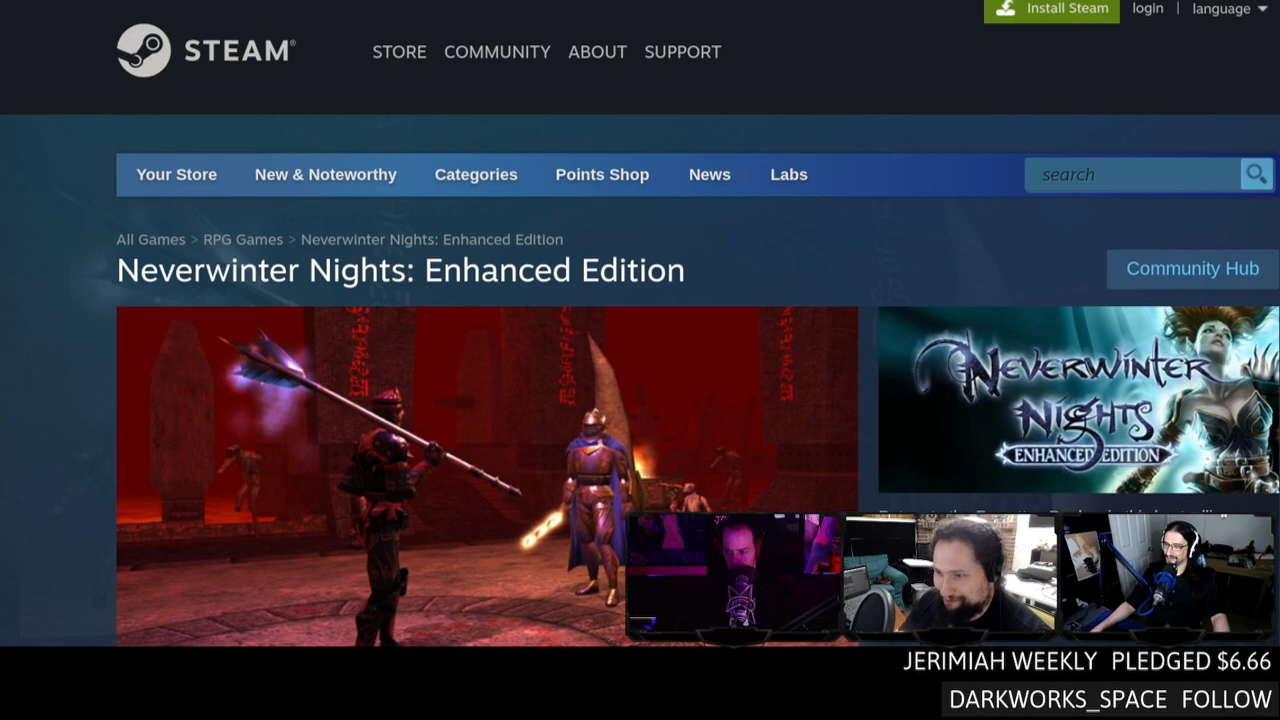 Install Steam login | language
STEAM®
STORE COMMUNITY ABOUT SUPPORT
Your Store New & Noteworthy Categories Points Shop News Labs search
All Games > RPG Games > Neverwinter Nights: Enhanced Edition
Neverwinter Nights: Enhanced Edition
Community Hub
NEVERWINTER
NIGHTS
ENHANCED EDITION
JERIMIAH WEEKLY PLEDGED $6.66
DARKWORKS_SPACE FOLLOW